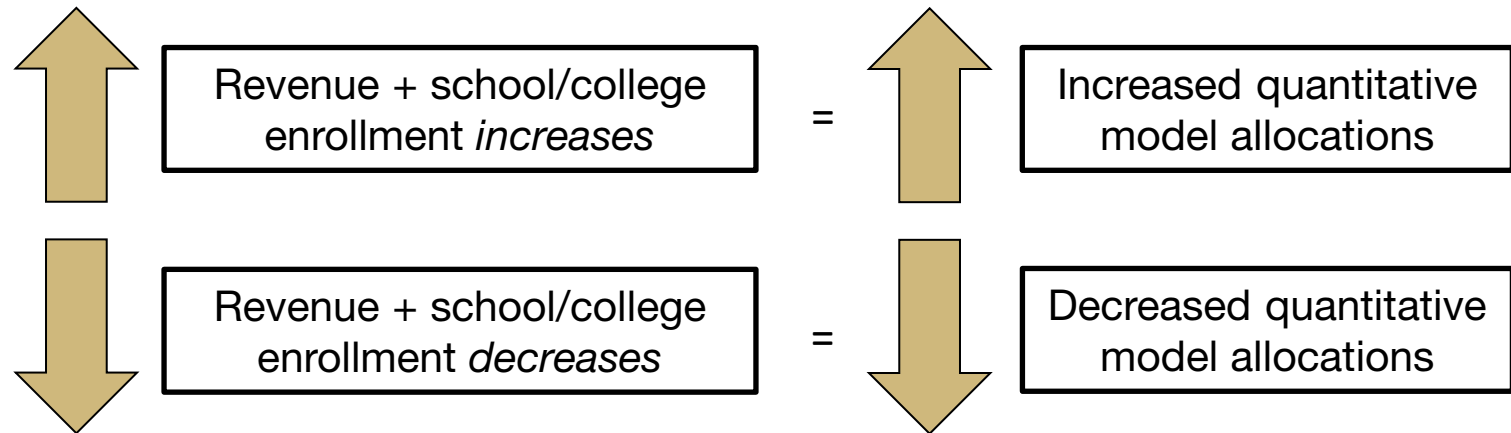 Revenue + school/college
enrollment increases
=
Increased quantitative
model allocations
Revenue + school/college
enrollment decreases
=
Decreased quantitative
model allocations